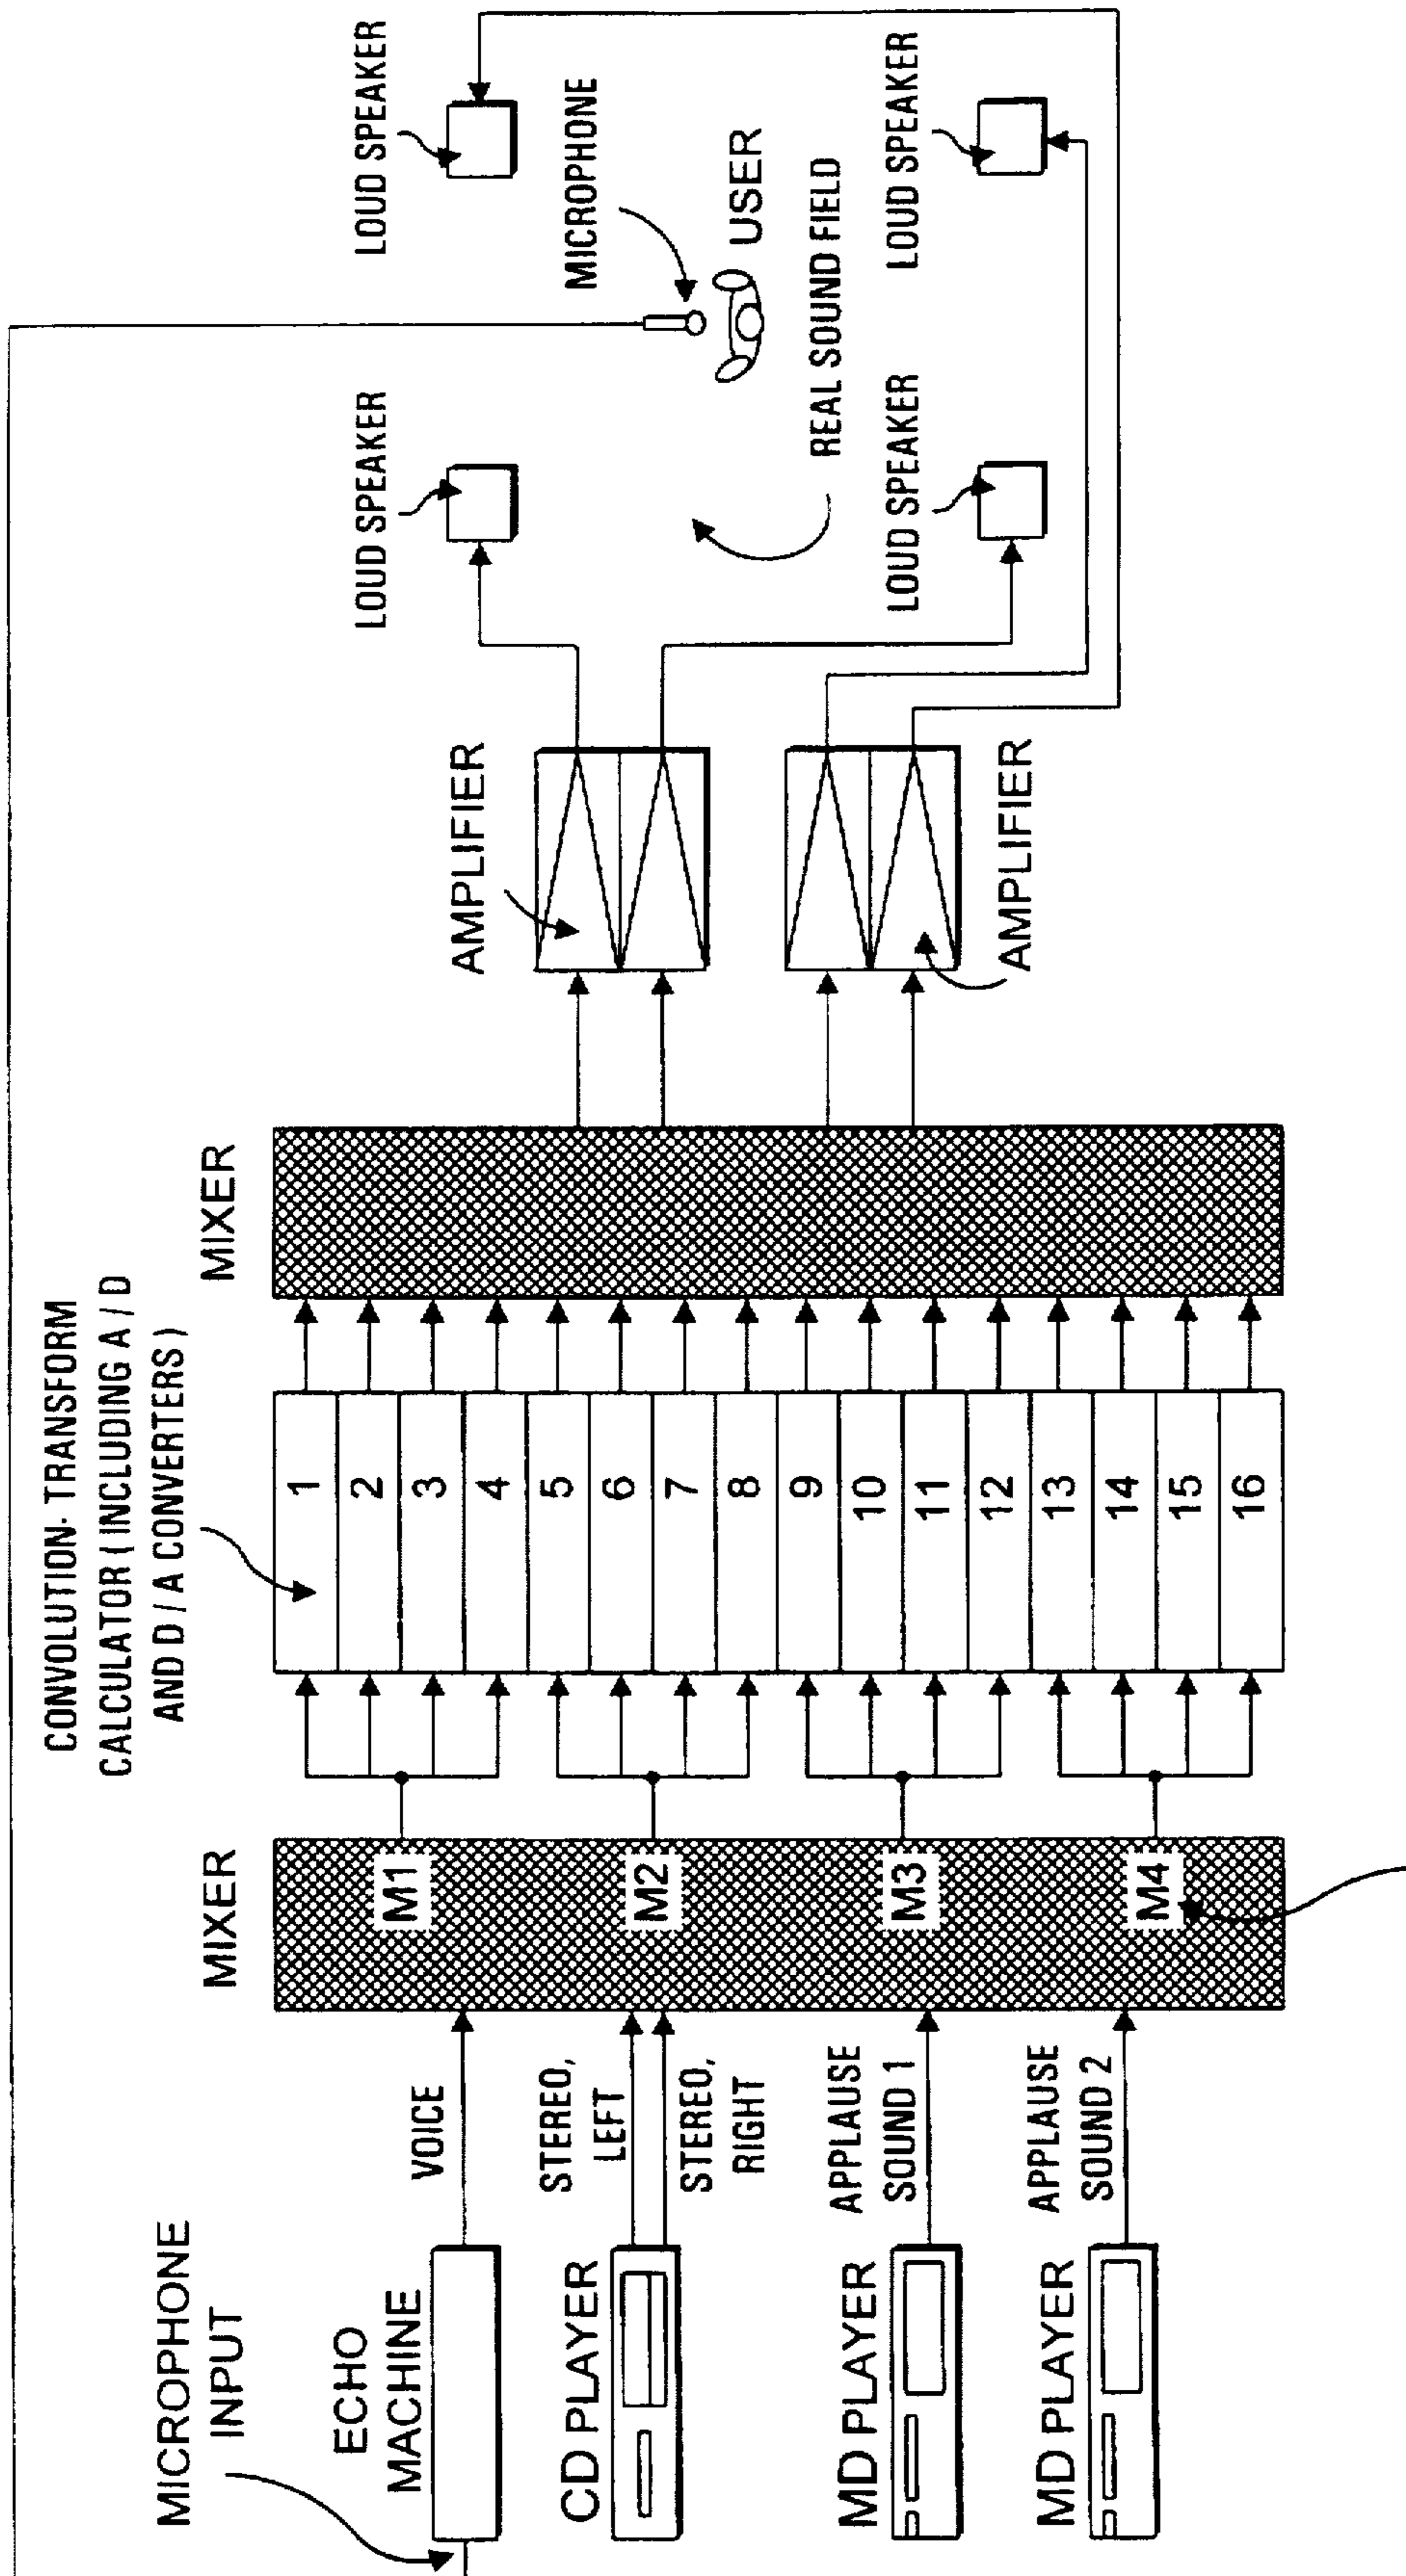 MICROPHONE
INPUT
ECHO
MACHINE
CD PLAYER
MD PLAYER
MD PLAYER
VOICE
STEREO,
LEFT
STEREO,
RIGHT
APPLAUSE
SOUND 1
APPLAUSE
SOUND 2
MIXER
M1
M2
M3
M4
CONVOLUTION- TRANSFORM
CALCULATOR ( INCLUDING A / D
AND D / A CONVERTERS )
1
2
3
4
5
6
7
8
9
10
11
12
13
14
15
16
MIXER
AMPLIFIER
AMPLIFIER
LOUD SPEAKER
LOUD SPEAKER
MICROPHONE
USER
REAL SOUND FIELD
LOUD SPEAKER
LOUD SPEAKER